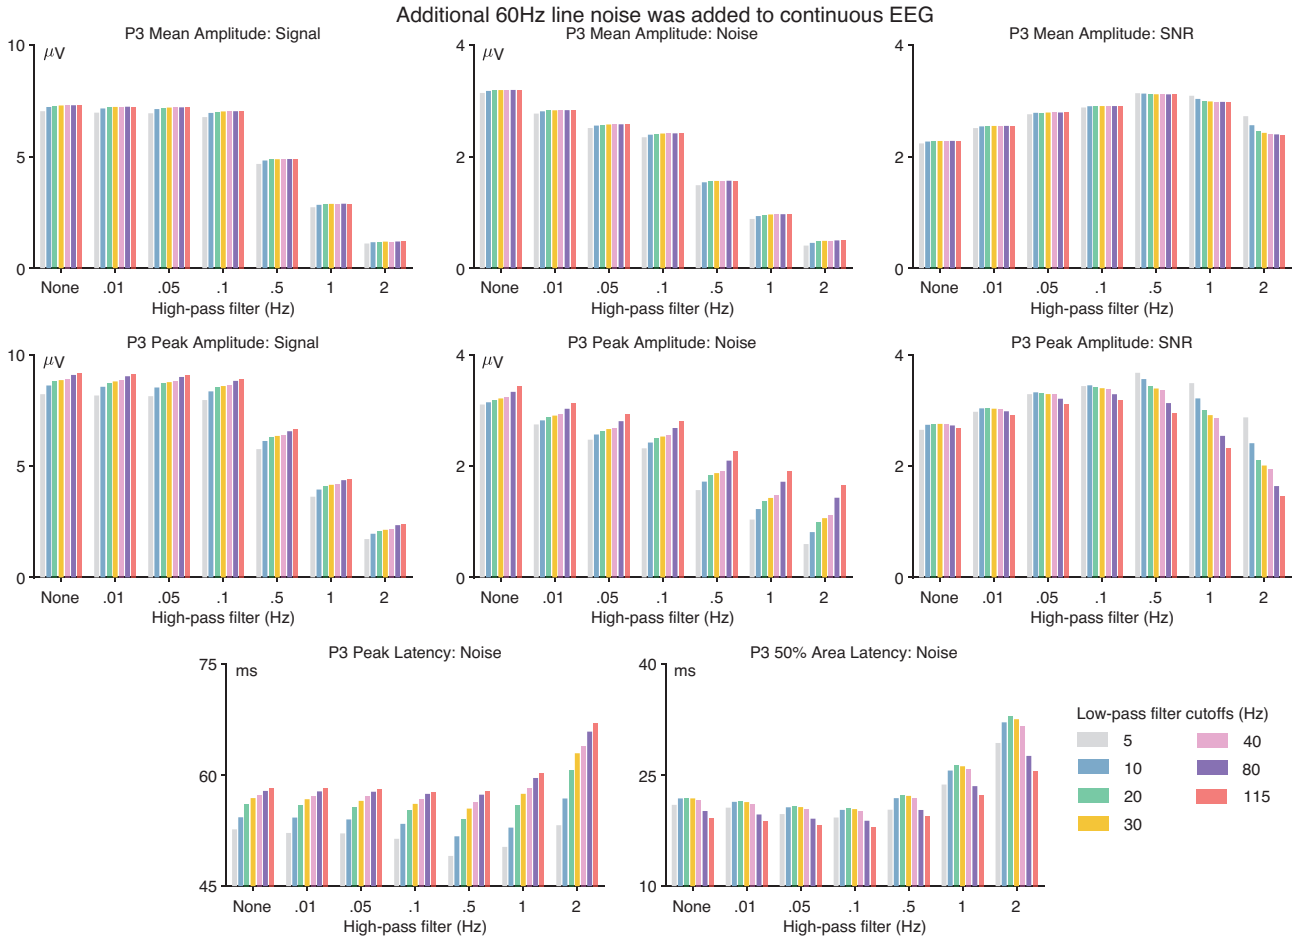 Additional 60Hz line noise was added to continuous EEG
P3 Mean Amplitude: Signal
10
μV
5
0
None .01 .05 .1 .5 1 2
High-pass filter (Hz)
P3 Mean Amplitude: Noise
4
μV
2
0
None .01 .05 .1 .5 1 2
High-pass filter (Hz)
P3 Mean Amplitude: SNR
4
2
0
None .01 .05 .1 .5 1 2
High-pass filter (Hz)
P3 Peak Amplitude: Signal
10
μV
5
0
None .01 .05 .1 .5 1 2
High-pass filter (Hz)
P3 Peak Amplitude: Noise
4
μV
2
0
None .01 .05 .1 .5 1 2
High-pass filter (Hz)
P3 Peak Amplitude: SNR
4
2
0
None .01 .05 .1 .5 1 2
High-pass filter (Hz)
P3 Peak Latency: Noise
75
ms
60
45
None .01 .05 .1 .5 1 2
High-pass filter (Hz)
P3 50% Area Latency: Noise
40
ms
25
10
None .01 .05 .1 .5 1 2
High-pass filter (Hz)
Low-pass filter cutoffs (Hz)
5 40
10 80
20 115
30